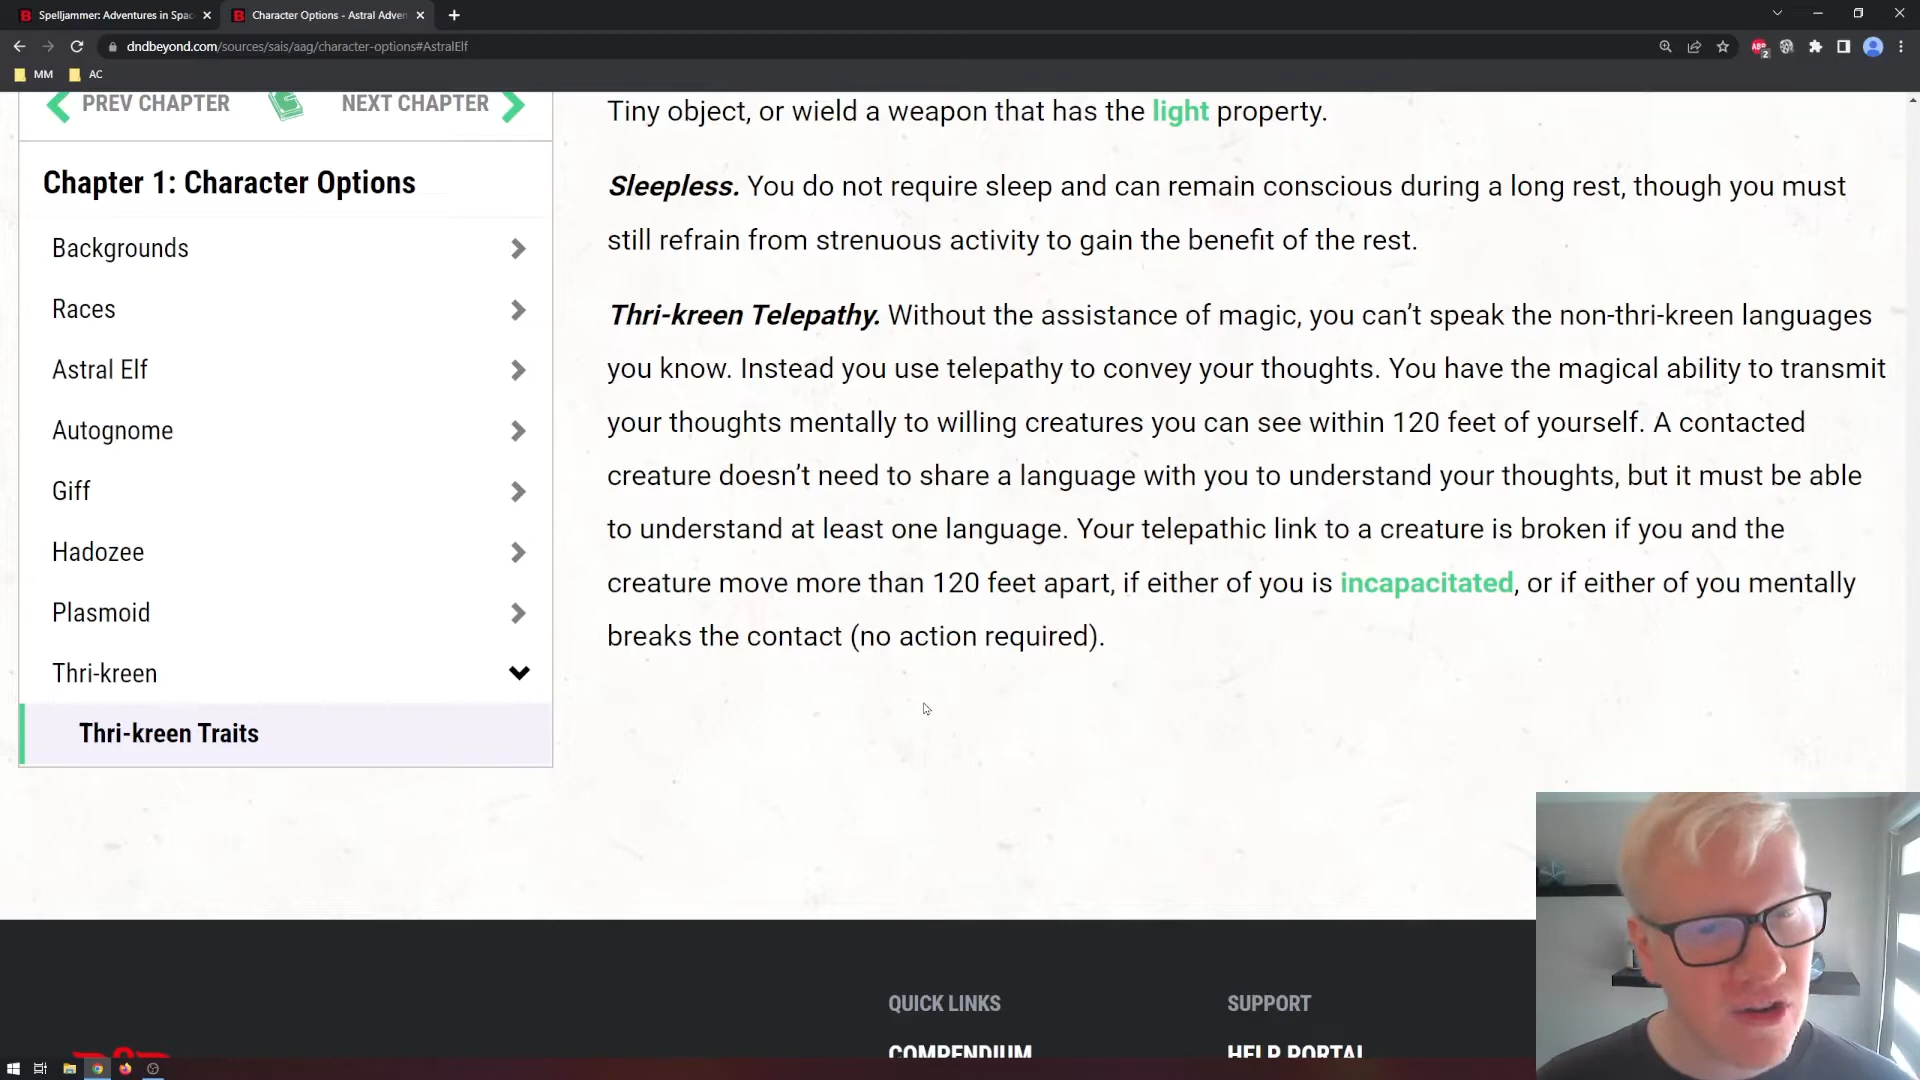 Spelljammer: Adventures in Spac
Character Options - Astral Adven
dndbeyond.com/sources/sais/aag/character-options#AstralElf
ABP
2
MM
AC
PREV CHAPTER
NEXT CHAPTER
Chapter 1: Character Options
Backgrounds
Races
Astral Elf
Autognome
Giff
Hadozee
Plasmoid
Thri-kreen
Thri-kreen Traits
Tiny object, or wield a weapon that has the light property.
Sleepless. You do not require sleep and can remain conscious during a long rest, though you must
still refrain from strenuous activity to gain the benefit of the rest.
Thri-kreen Telepathy. Without the assistance of magic, you can’t speak the non-thri-kreen languages
you know. Instead you use telepathy to convey your thoughts. You have the magical ability to transmit
your thoughts mentally to willing creatures you can see within 120 feet of yourself. A contacted
creature doesn’t need to share a language with you to understand your thoughts, but it must be able
to understand at least one language. Your telepathic link to a creature is broken if you and the
creature move more than 120 feet apart, if either of you is incapacitated, or if either of you mentally
breaks the contact (no action required).
QUICK LINKS
COMPENDIUM
SUPPORT
HELP PORTAL